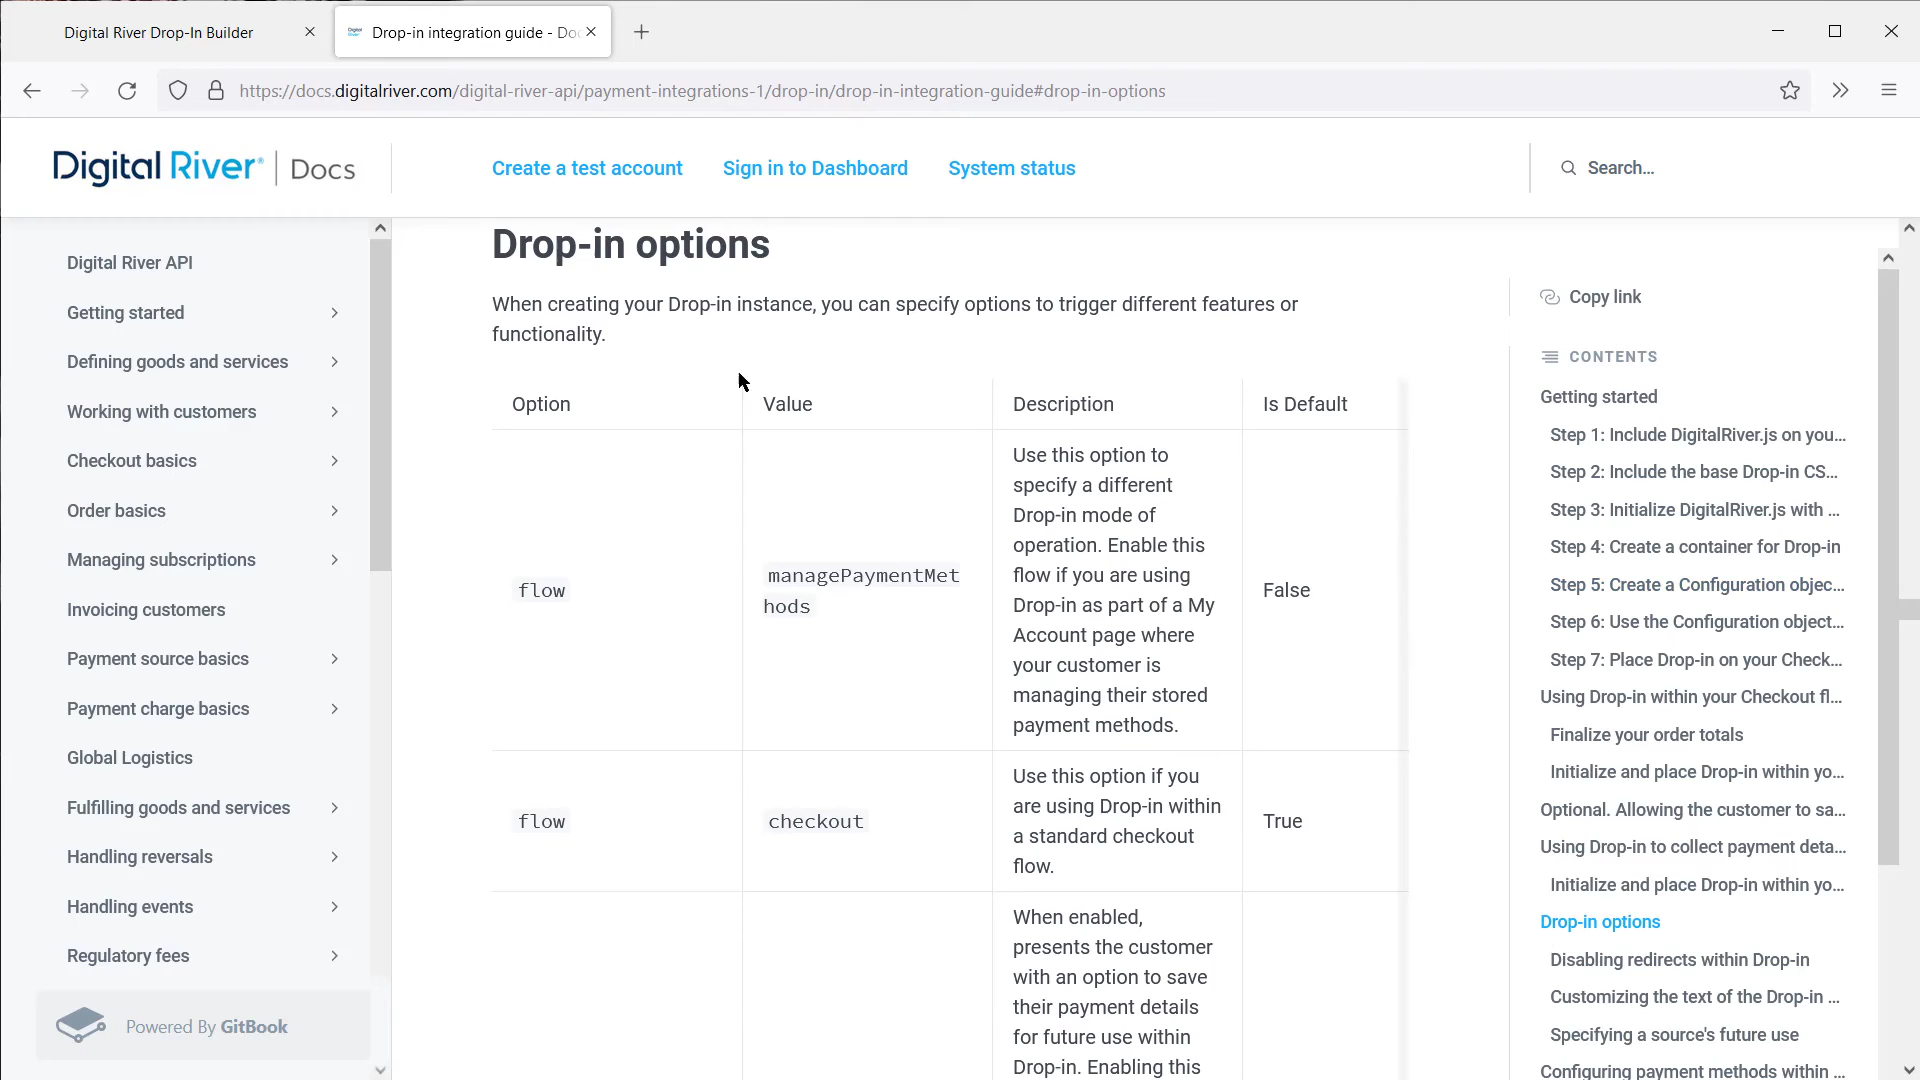 Digital River Drop-In Builder
Drop-in integration guide - Doc
https://docs.digitalriver.com/digital-river-api/payment-integrations-1/drop-in/drop-in-integration-guide#drop-in-options
Digital River® | Docs
Create a test account
Sign in to Dashboard
System status
Search...
Digital River API
Getting started
Defining goods and services
Working with customers
Checkout basics
Order basics
Managing subscriptions
Invoicing customers
Payment source basics
Payment charge basics
Global Logistics
Fulfilling goods and services
Handling reversals
Handling events
Regulatory fees
Powered By GitBook
Drop-in options
When creating your Drop-in instance, you can specify options to trigger different features or
functionality.
Option
Value
Description
Is Default
flow
managePaymentMet
hods
Use this option to
specify a different
Drop-in mode of
operation. Enable this
flow if you are using
Drop-in as part of a My
Account page where
your customer is
managing their stored
payment methods.
False
flow
checkout
Use this option if you
are using Drop-in within
a standard checkout
flow.
True
When enabled,
presents the customer
with an option to save
their payment details
for future use within
Drop-in. Enabling this
Copy link
CONTENTS
Getting started
Step 1: Include DigitalRiver.js on you...
Step 2: Include the base Drop-in CS...
Step 3: Initialize DigitalRiver.js with ...
Step 4: Create a container for Drop-in
Step 5: Create a Configuration objec...
Step 6: Use the Configuration object...
Step 7: Place Drop-in on your Check...
Using Drop-in within your Checkout fl...
Finalize your order totals
Initialize and place Drop-in within yo...
Optional. Allowing the customer to sa...
Using Drop-in to collect payment deta...
Initialize and place Drop-in within yo...
Drop-in options
Disabling redirects within Drop-in
Customizing the text of the Drop-in ...
Specifying a source's future use
Configuring payment methods within ...